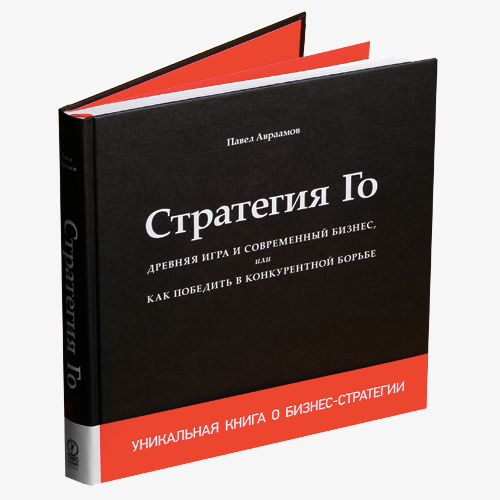 Павел Авраамов
Стратегия Го
ДРЕВНЯЯ ИГРА И СОВРЕМЕННЫЙ БИЗНЕС,
ИЛИ
КАК ПОБЕДИТЬ В КОНКУРЕНТНОЙ БОРЬБЕ
УНИКАЛЬНАЯ КНИГА О БИЗНЕС-СТРАТЕГИИ
Стратегия Го